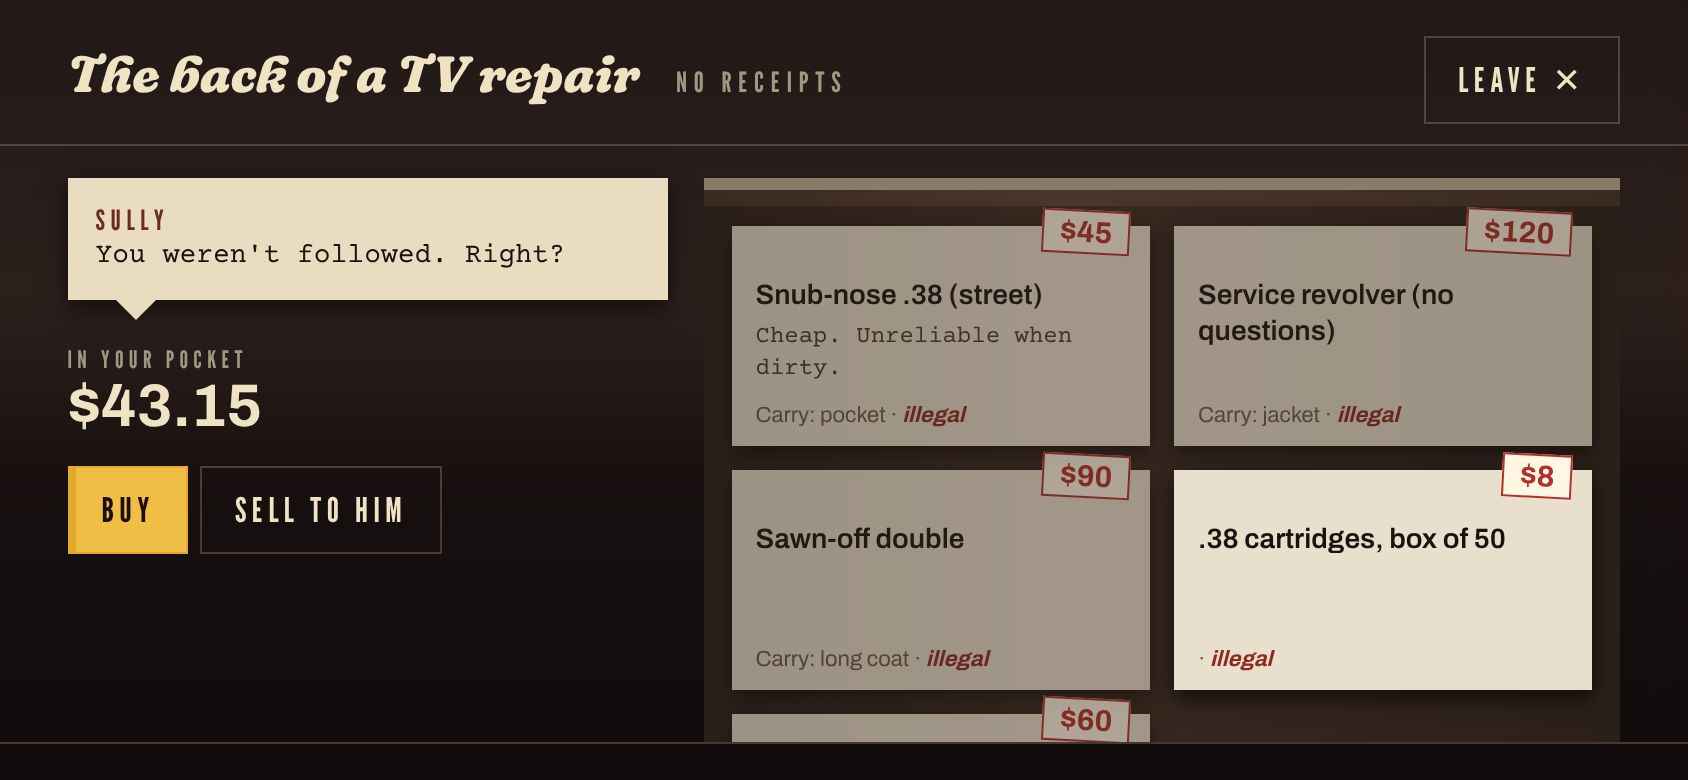 The back of a TV repair
NO RECEIPTS
LEAVE ✕
SULLY
You weren't followed. Right?
IN YOUR POCKET
$43.15
BUY
SELL TO HIM
$45
Snub-nose .38 (street)
Cheap. Unreliable when
dirty.
Carry: pocket · illegal
$120
Service revolver (no
questions)
Carry: jacket · illegal
$90
Sawn-off double
Carry: long coat · illegal
$8
.38 cartridges, box of 50
· illegal
$60